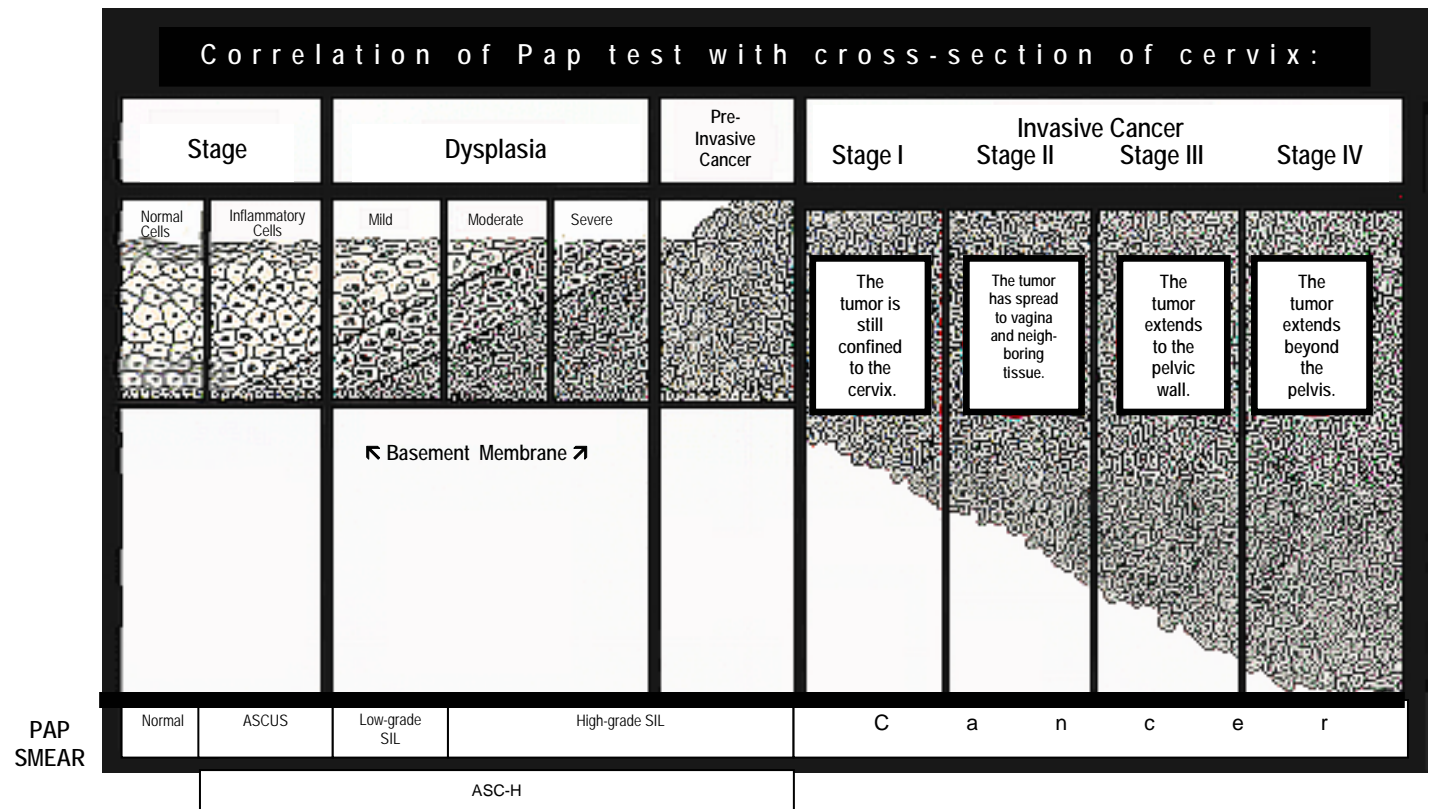 Correlation of Pap test with cross-section of cervix:
Stage
Dysplasia
Pre-
Invasive
Cancer
Invasive Cancer
Stage I
Stage II
Stage III
Stage IV
Normal
Cells
Inflammatory
Cells
Mild
Moderate
Severe
The
tumor is
still
confined
to the
cervix.
The tumor
has spread
to vagina
and neigh-
boring
tissue.
The
tumor
extends
to the
pelvic
wall.
The
tumor
extends
beyond
the
pelvis.
↖ Basement Membrane ↗
PAP
SMEAR
Normal
ASCUS
Low-grade
SIL
High-grade SIL
C a n c e r
ASC-H